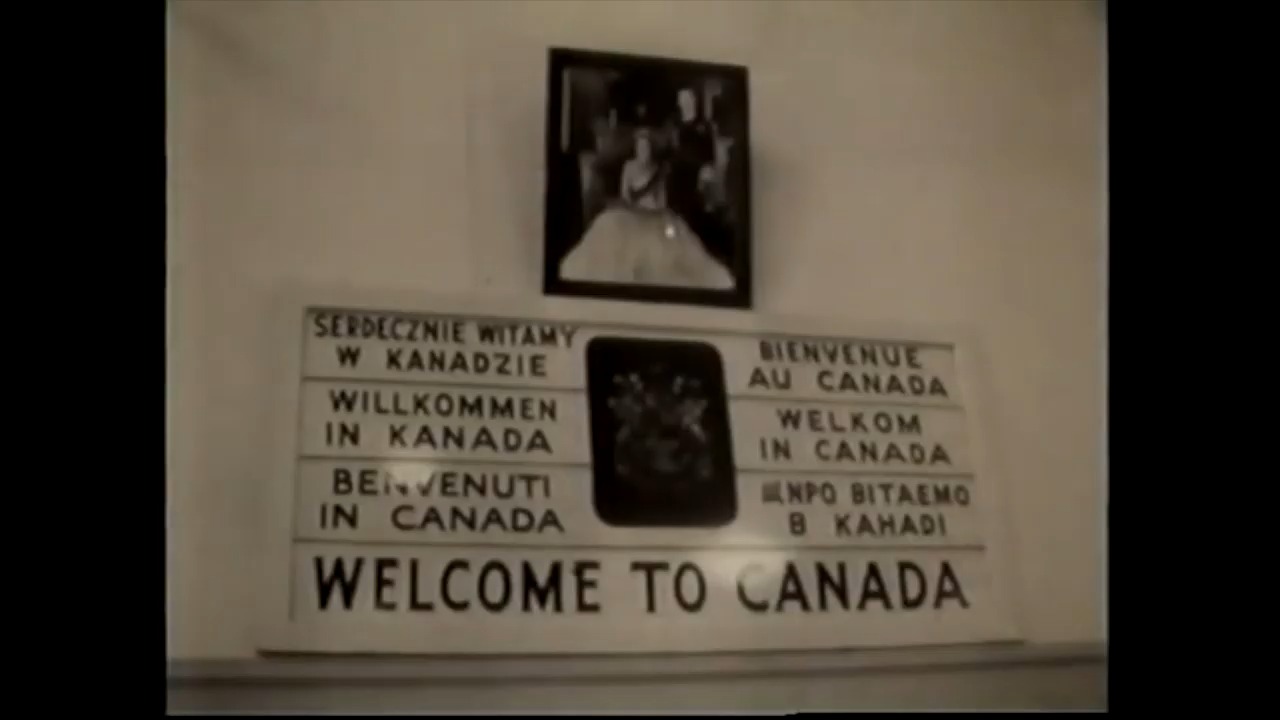 SERDECZNIE WITAMY
W KANADZIE
WILLKOMMEN
IN KANADA
BENVENUTI
IN CANADA
BIENVENUE
AU CANADA
WELKOM
IN CANADA
ЩИРО ВІТАЄМО
В КАНАДІ
WELCOME TO CANADA